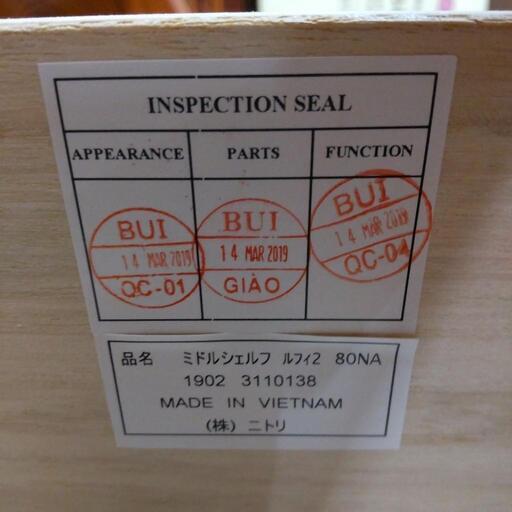 INSPECTION SEAL
APPEARANCE PARTS FUNCTION
BUI
14 MAR 2019
QC-01
BUI
14 MAR 2019
GIÀO
BUI
14 MAR 2019
QC-04
品名 ミドルシェルフ ルフィ2 80NA
1902 3110138
MADE IN VIETNAM
(株) ニトリ